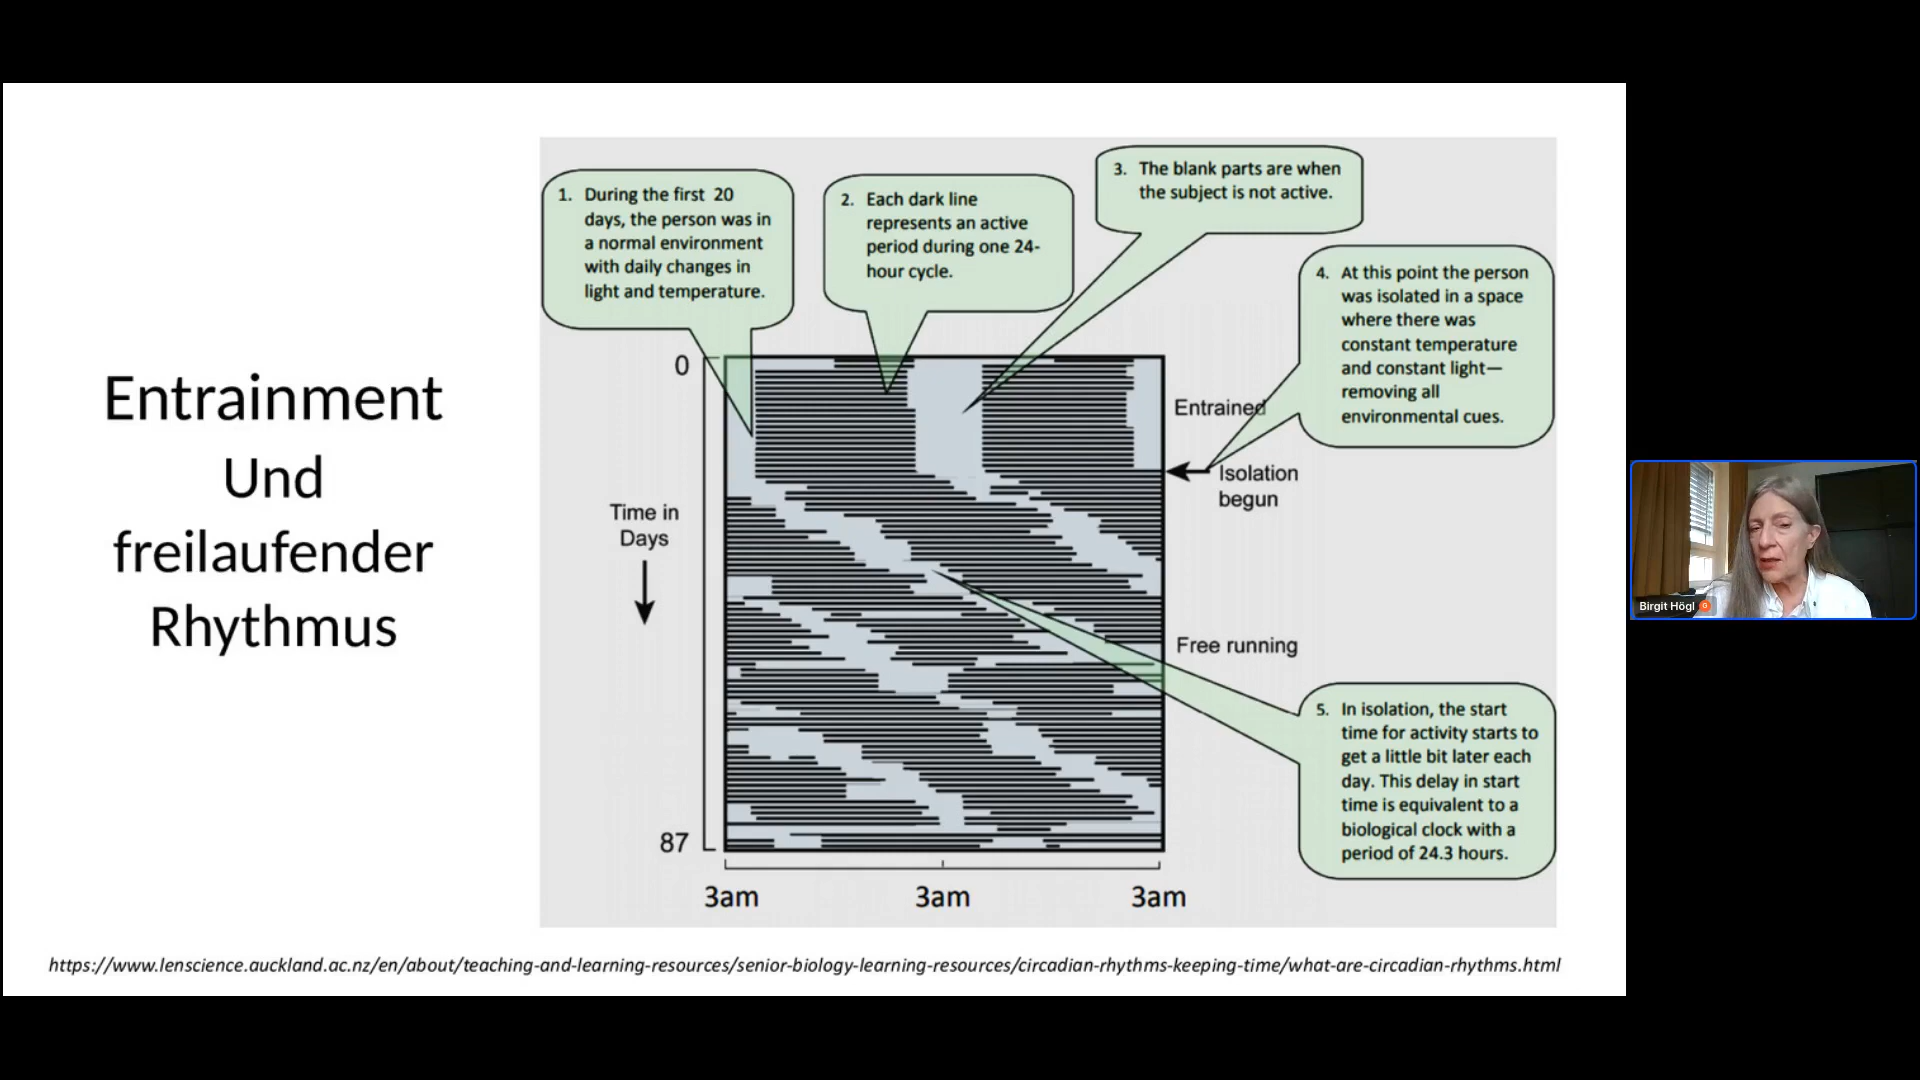 Entrainment
Und
freilaufender
Rhythmus
1. During the first 20
days, the person was in
a normal environment
with daily changes in
light and temperature.
2. Each dark line
represents an active
period during one 24-
hour cycle.
3. The blank parts are when
the subject is not active.
4. At this point the person
was isolated in a space
where there was
constant temperature
and constant light—
removing all
environmental cues.
0
Entrained
Isolation
begun
Time in
Days
Free running
5. In isolation, the start
time for activity starts to
get a little bit later each
day. This delay in start
time is equivalent to a
biological clock with a
period of 24.3 hours.
87
3am
3am
3am
https://www.lenscience.auckland.ac.nz/en/about/teaching-and-learning-resources/senior-biology-learning-resources/circadian-rhythms-keeping-time/what-are-circadian-rhythms.html
Birgit Högl